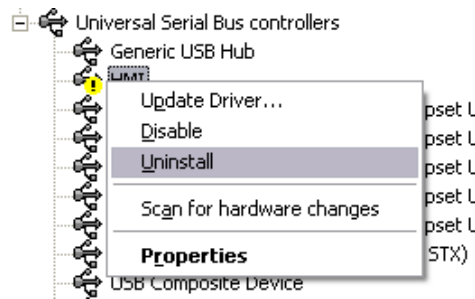 Universal Serial Bus controllers
Generic USB Hub
HMI
Update Driver...
Disable
Uninstall
Scan for hardware changes
Properties
pset U
pset U
pset U
pset U
pset U
STX)
USB Composite Device